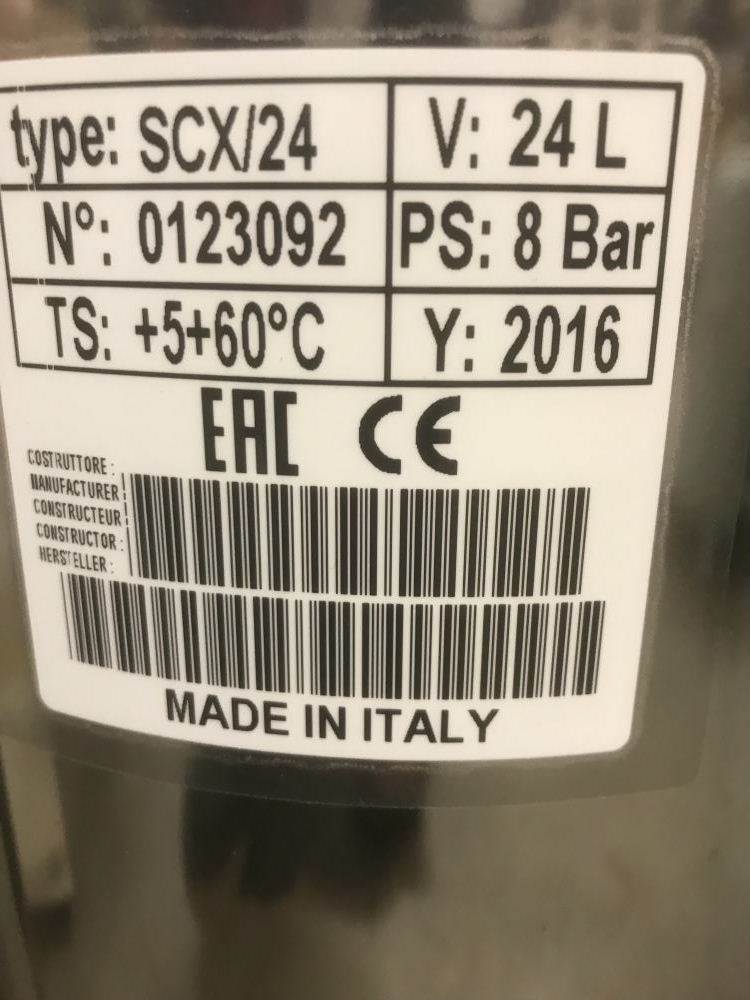 type: SCX/24 V: 24 L
N°: 0123092 PS: 8 Bar
TS: +5+60°C Y: 2016
EAC CE
COSTRUTTORE :
MANUFACTURER :
CONSTRUCTEUR :
CONSTRUCTOR :
HERSTELLER :
MADE IN ITALY